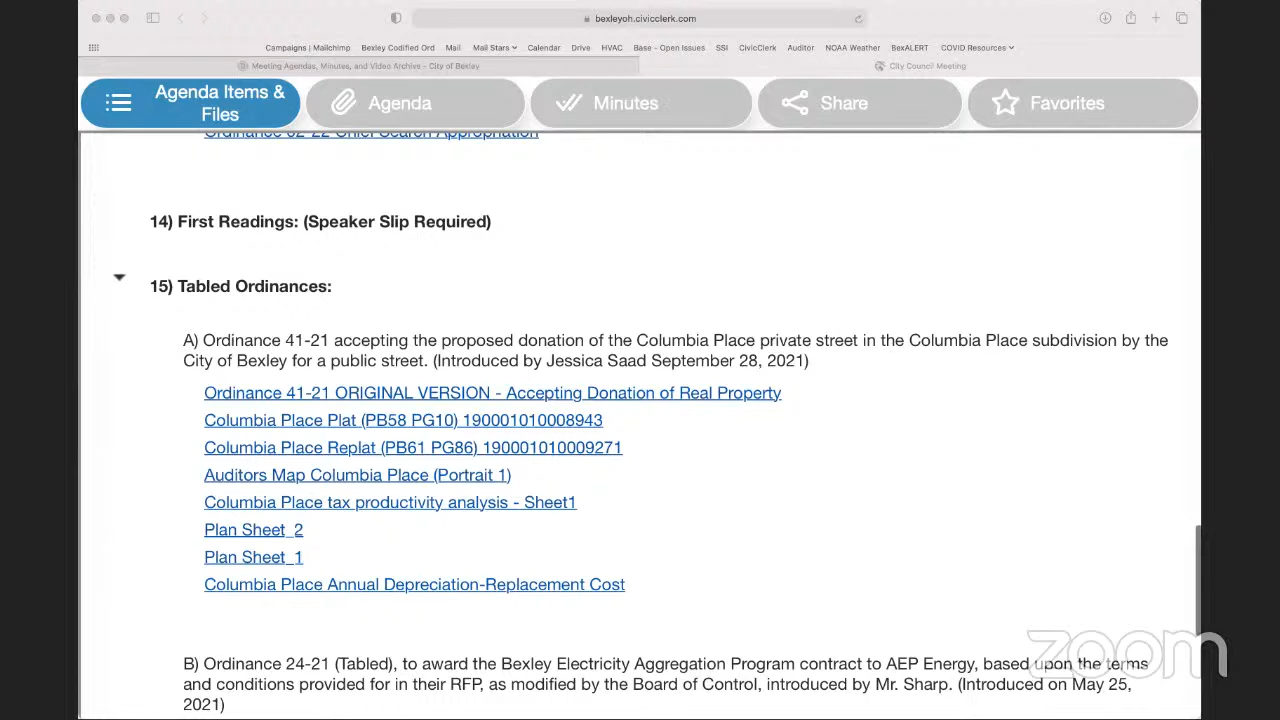 bexleyoh.civicclerk.com
Campaigns | Mailchimp Bexley Codified Ord Mail Mail Stars Calendar Drive HVAC Base - Open Issues SSI CivicClerk Auditor NOAA Weather BexALERT COVID Resources
Meeting Agendas, Minutes, and Video Archive - City of Bexley City Council Meeting
Agenda Items & Files Agenda Minutes Share Favorites
Ordinance 62-22 Chief Search Appropriation
14) First Readings: (Speaker Slip Required)
15) Tabled Ordinances:
A) Ordinance 41-21 accepting the proposed donation of the Columbia Place private street in the Columbia Place subdivision by the
City of Bexley for a public street. (Introduced by Jessica Saad September 28, 2021)
Ordinance 41-21 ORIGINAL VERSION - Accepting Donation of Real Property
Columbia Place Plat (PB58 PG10) 190001010008943
Columbia Place Replat (PB61 PG86) 190001010009271
Auditors Map Columbia Place (Portrait 1)
Columbia Place tax productivity analysis - Sheet1
Plan Sheet_2
Plan Sheet_1
Columbia Place Annual Depreciation-Replacement Cost
B) Ordinance 24-21 (Tabled), to award the Bexley Electricity Aggregation Program contract to AEP Energy, based upon the terms
and conditions provided for in their RFP, as modified by the Board of Control, introduced by Mr. Sharp. (Introduced on May 25,
2021)
zoom